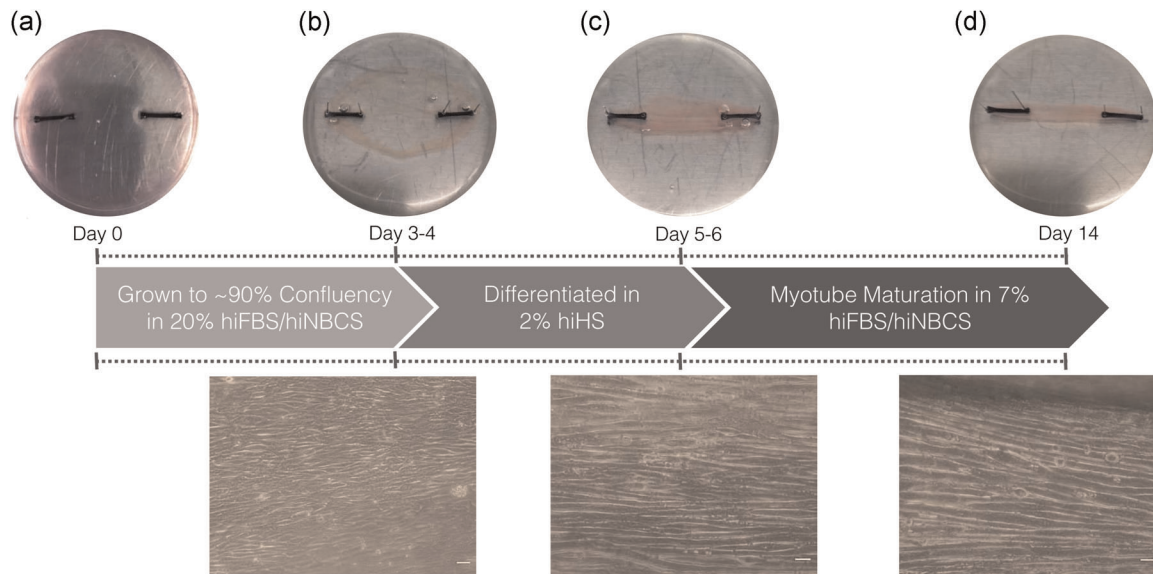 (a)
(b)
(c)
(d)
Day 0
Day 3-4
Day 5-6
Day 14
Grown to ~90% Confluency
in 20% hiFBS/hiNBCS
Differentiated in
2% hiHS
Myotube Maturation in 7%
hiFBS/hiNBCS